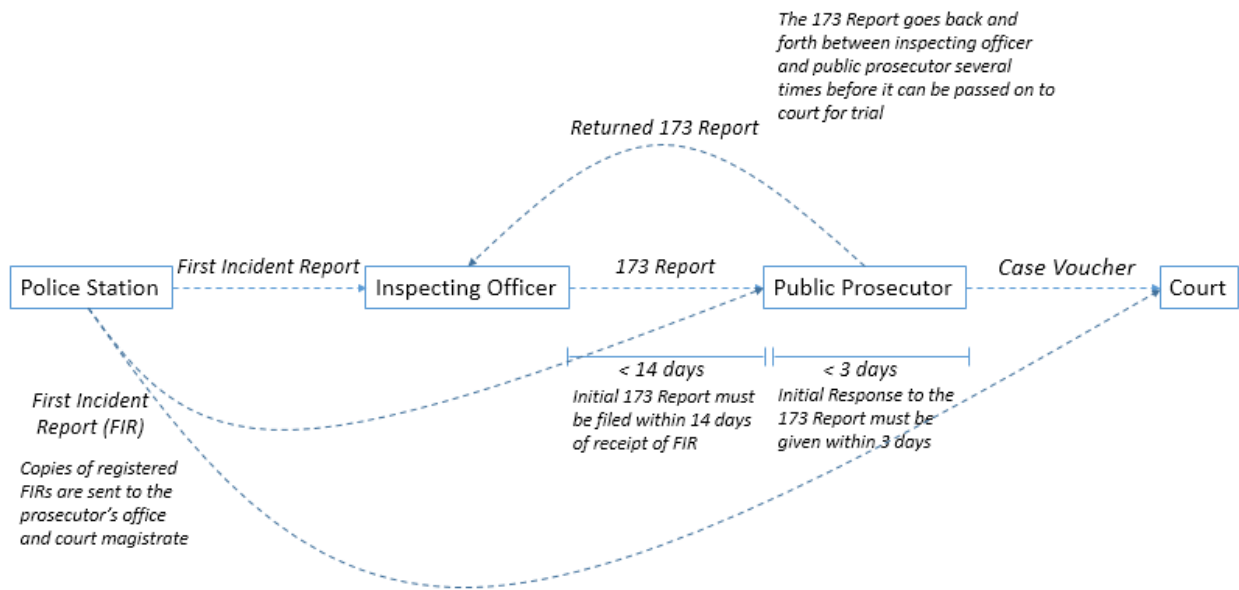 The 173 Report goes back and
forth between inspecting officer
and public prosecutor several
times before it can be passed on to
court for trial
Returned 173 Report
First Incident Report
173 Report
Case Voucher
Police Station
Inspecting Officer
Public Prosecutor
Court
< 14 days
Initial 173 Report must
be filed within 14 days
of receipt of FIR
< 3 days
Initial Response to the
173 Report must be
given within 3 days
First Incident
Report (FIR)
Copies of registered
FIRs are sent to the
prosecutor's office
and court magistrate